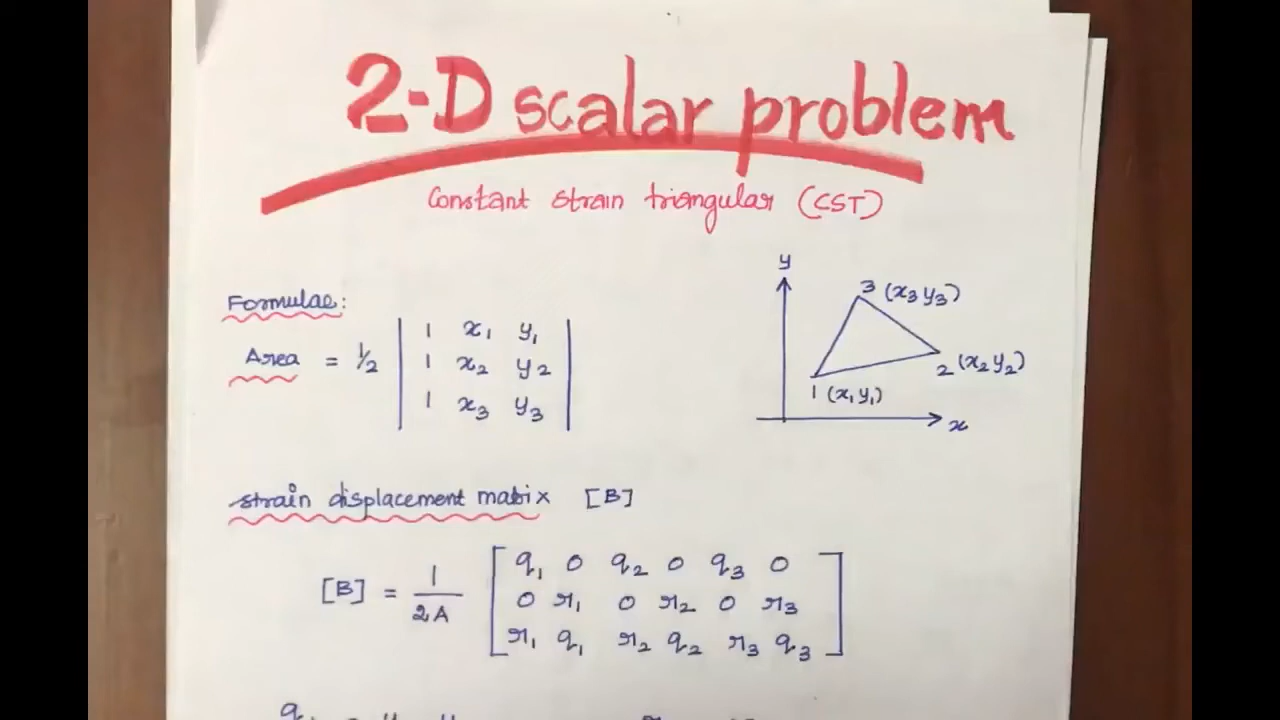 2-D scalar problem
Constant strain triangular (CST)
Formulae:
Area = 1/2 | 1 x₁ y₁ |
| 1 x₂ y₂ |
| 1 x₃ y₃ |
y
3 (x₃ y₃)
2 (x₂ y₂)
1 (x₁ y₁)
x
strain displacement matrix [B]
[B] = 1/2A [ q₁ 0 q₂ 0 q₃ 0
0 r₁ 0 r₂ 0 r₃
r₁ q₁ r₂ q₂ r₃ q₃ ]